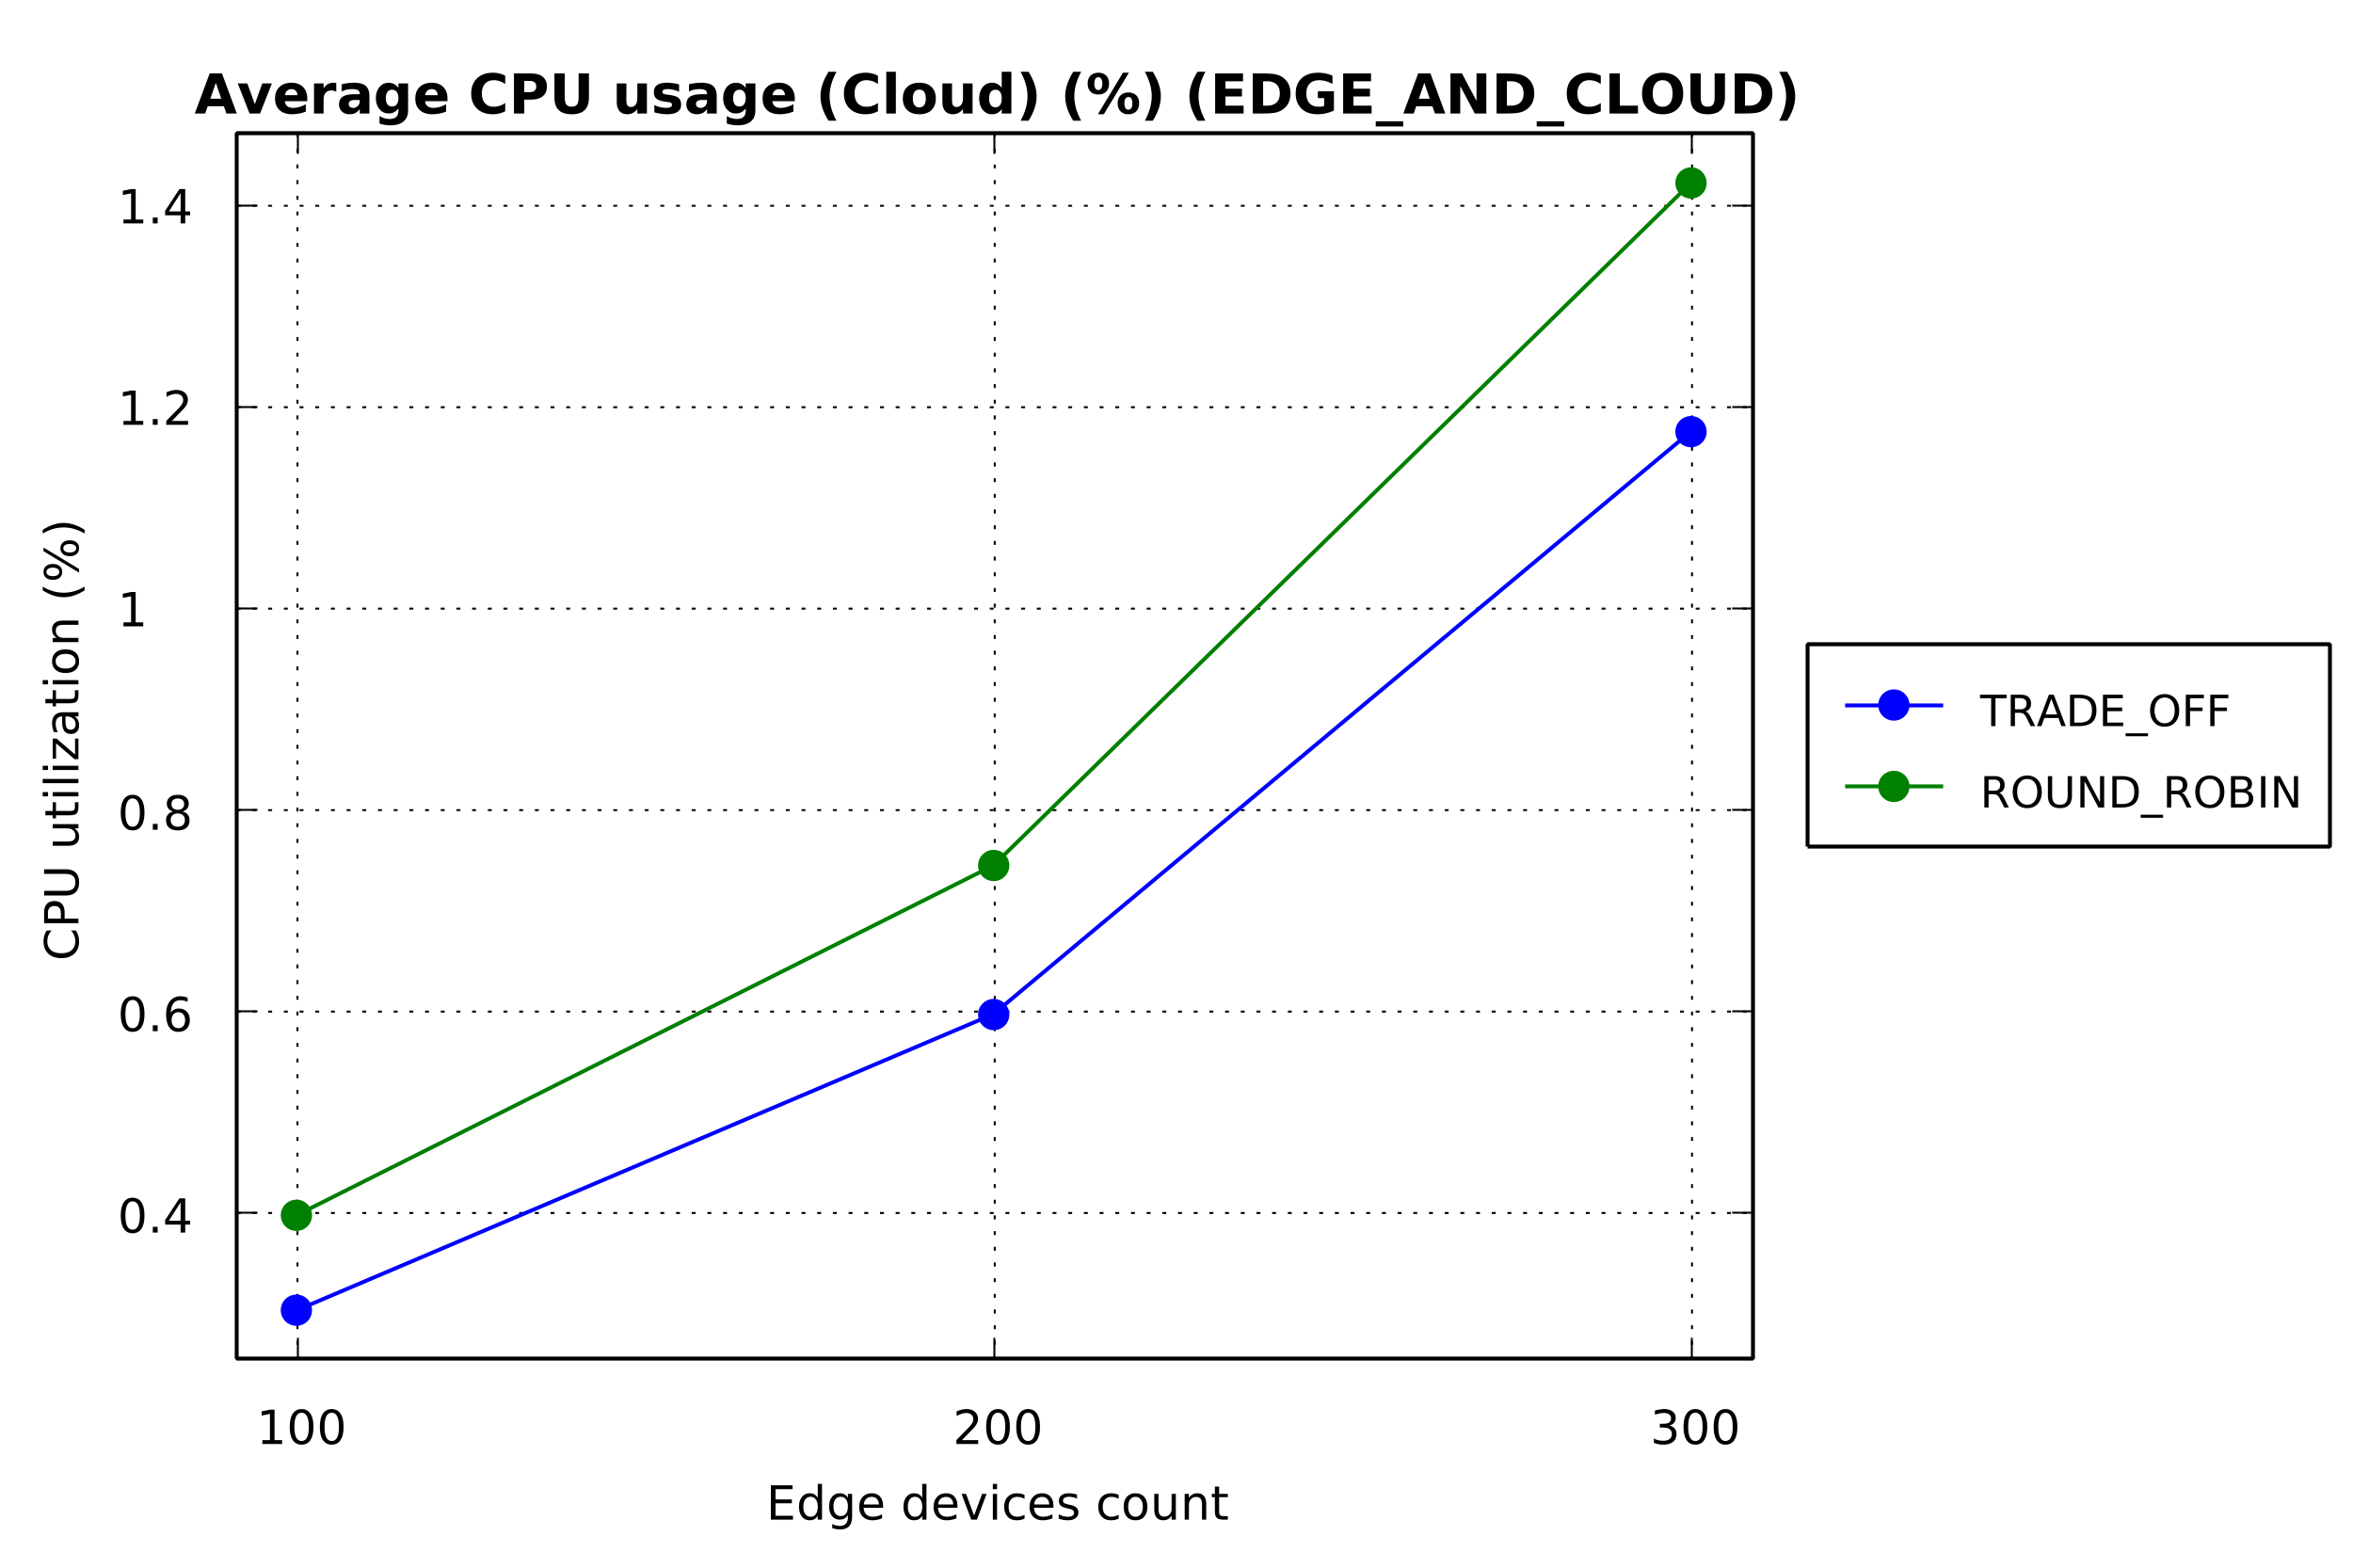 Average CPU usage (Cloud) (%) (EDGE_AND_CLOUD)
1.4
1.2
1
0.8
0.6
0.4
CPU utilization (%)
100 200 300
Edge devices count
TRADE_OFF
ROUND_ROBIN